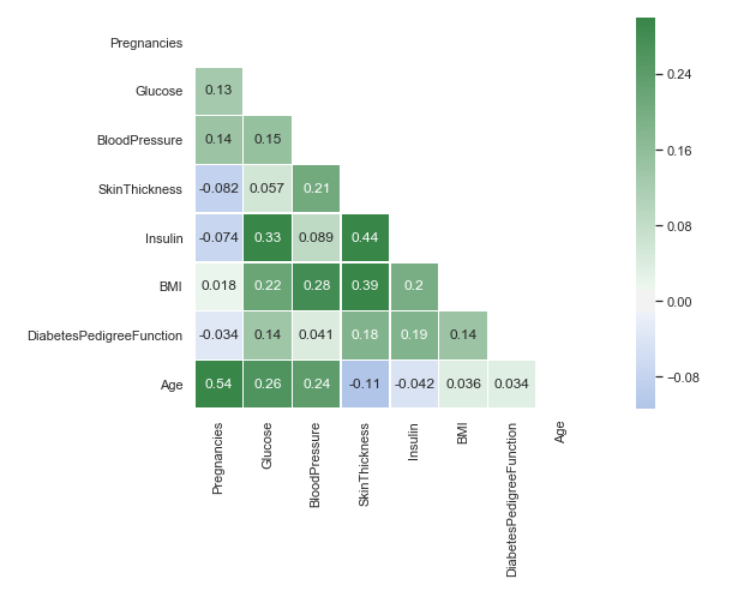 Pregnancies
Glucose 0.13
BloodPressure 0.14 0.15
SkinThickness -0.082 0.057 0.21
Insulin -0.074 0.33 0.089 0.44
BMI 0.018 0.22 0.28 0.39 0.2
DiabetesPedigreeFunction -0.034 0.14 0.041 0.18 0.19 0.14
Age 0.54 0.26 0.24 -0.11 -0.042 0.036 0.034
Pregnancies
Glucose
BloodPressure
SkinThickness
Insulin
BMI
DiabetesPedigreeFunction
Age
0.24
0.16
0.08
0.00
−0.08